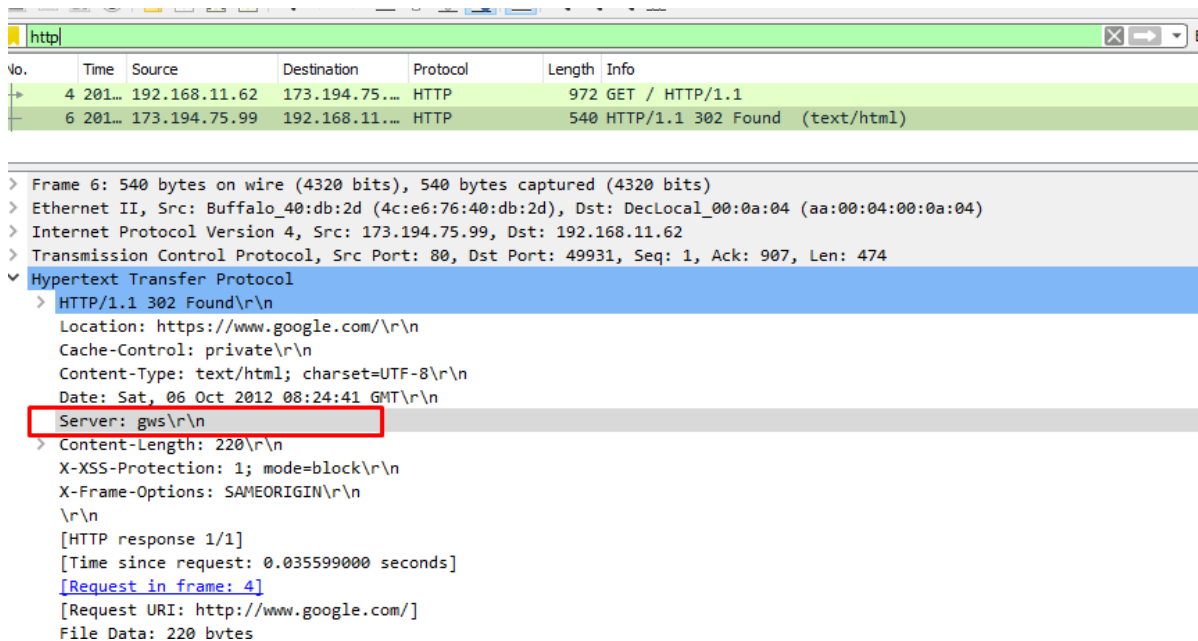 http
No. Time Source Destination Protocol Length Info
4 201… 192.168.11.62 173.194.75.… HTTP 972 GET / HTTP/1.1
6 201… 173.194.75.99 192.168.11.… HTTP 540 HTTP/1.1 302 Found (text/html)
Frame 6: 540 bytes on wire (4320 bits), 540 bytes captured (4320 bits)
Ethernet II, Src: Buffalo_40:db:2d (4c:e6:76:40:db:2d), Dst: DecLocal_00:0a:04 (aa:00:04:00:0a:04)
Internet Protocol Version 4, Src: 173.194.75.99, Dst: 192.168.11.62
Transmission Control Protocol, Src Port: 80, Dst Port: 49931, Seq: 1, Ack: 907, Len: 474
Hypertext Transfer Protocol
HTTP/1.1 302 Found\r\n
Location: https://www.google.com/\r\n
Cache-Control: private\r\n
Content-Type: text/html; charset=UTF-8\r\n
Date: Sat, 06 Oct 2012 08:24:41 GMT\r\n
Server: gws\r\n
Content-Length: 220\r\n
X-XSS-Protection: 1; mode=block\r\n
X-Frame-Options: SAMEORIGIN\r\n
\r\n
[HTTP response 1/1]
[Time since request: 0.035599000 seconds]
[Request in frame: 4]
[Request URI: http://www.google.com/]
File Data: 220 bytes